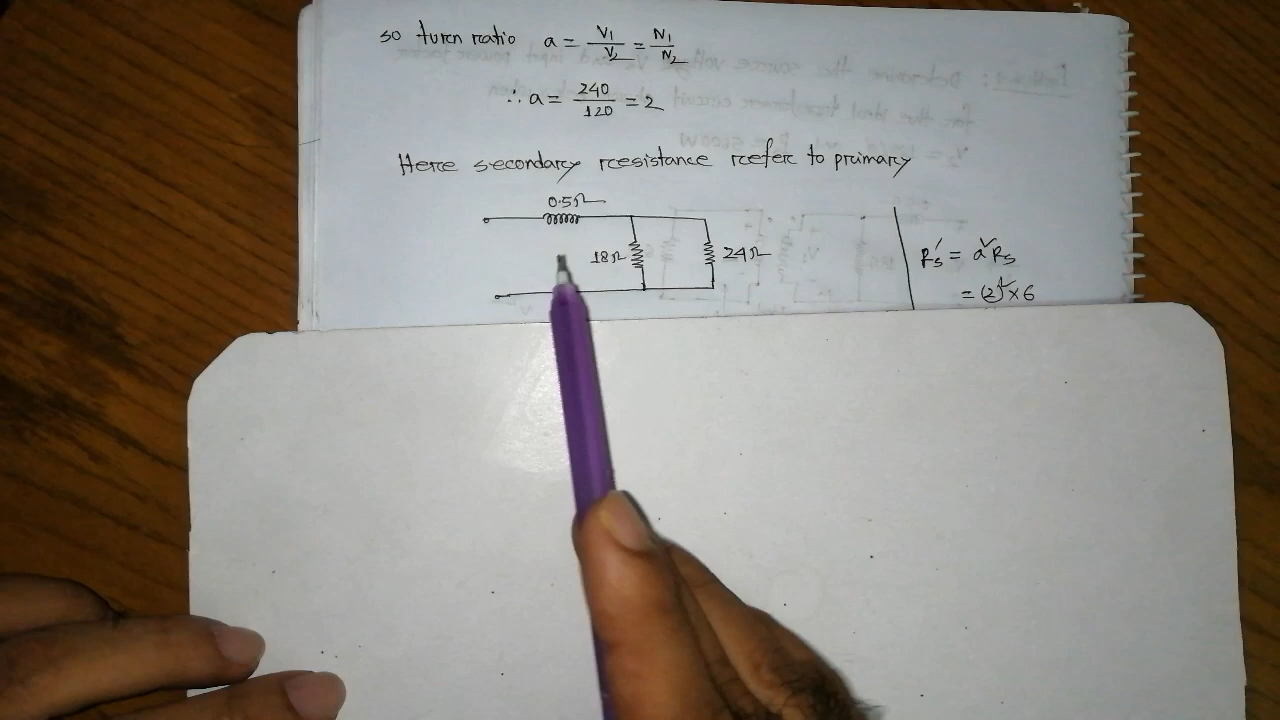 so turn ratio a = V1/V2 = N1/N2
∴ a = 240/120 = 2
Here secondary resistance refer to primary
0.5Ω
18Ω
24Ω
Rs' = a²Rs
= (2)² × 6